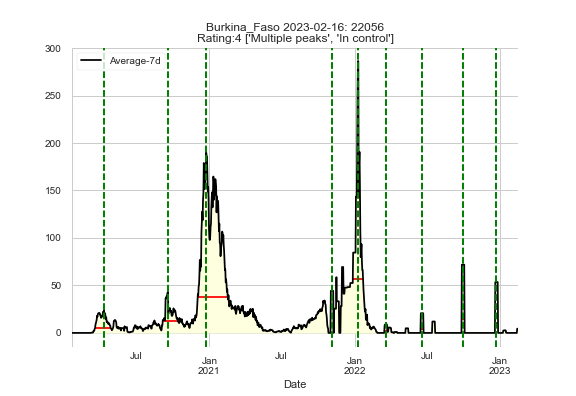 Burkina_Faso 2023-02-16: 22056
Rating:4 ['Multiple peaks', 'In control']
Average-7d
300
250
200
150
100
50
0
Jul
Jan
2021
Jul
Jan
2022
Jul
Jan
2023
Date